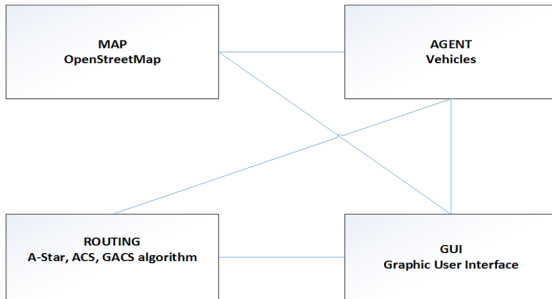 MAP
OpenStreetMap
AGENT
Vehicles
ROUTING
A-Star, ACS, GACS algorithm
GUI
Graphic User Interface